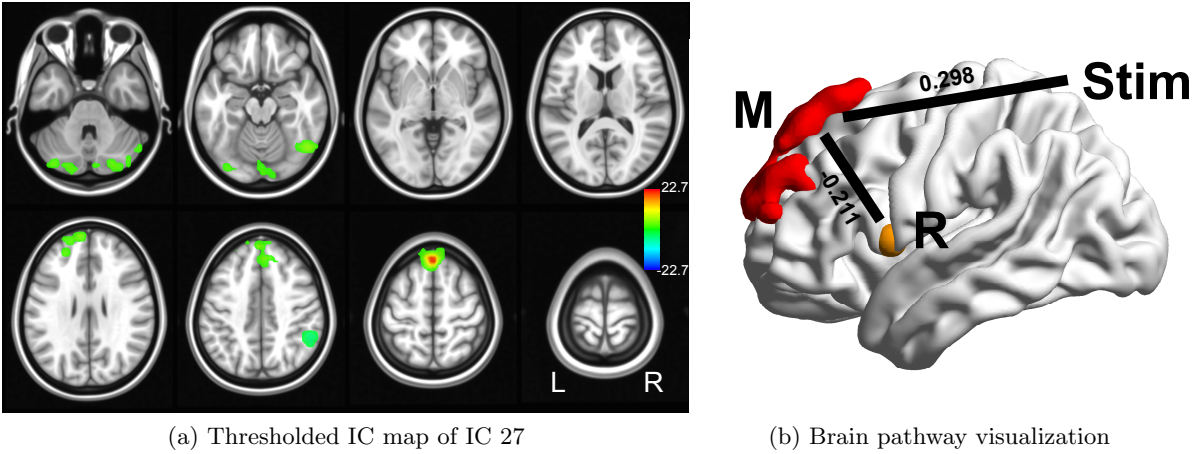 22.7
-22.7
L R
(a) Thresholded IC map of IC 27
M
0.298
Stim
-0.211
R
(b) Brain pathway visualization